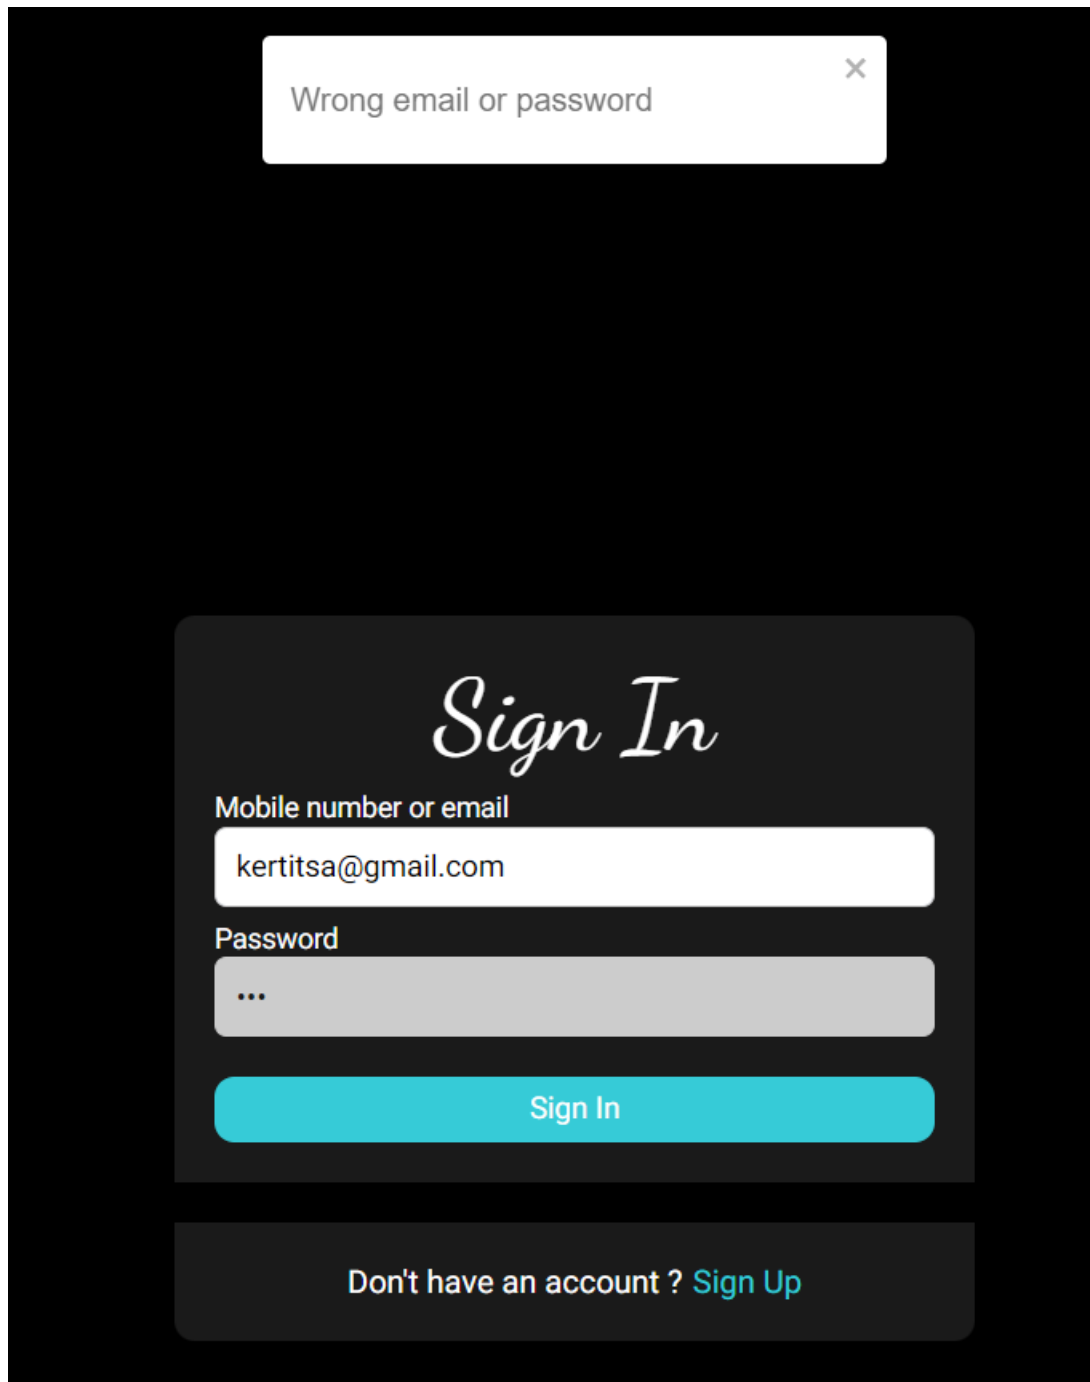 Wrong email or password
×
Sign In
Mobile number or email
kertitsa@gmail.com
Password
•••
Sign In
Don't have an account ? Sign Up